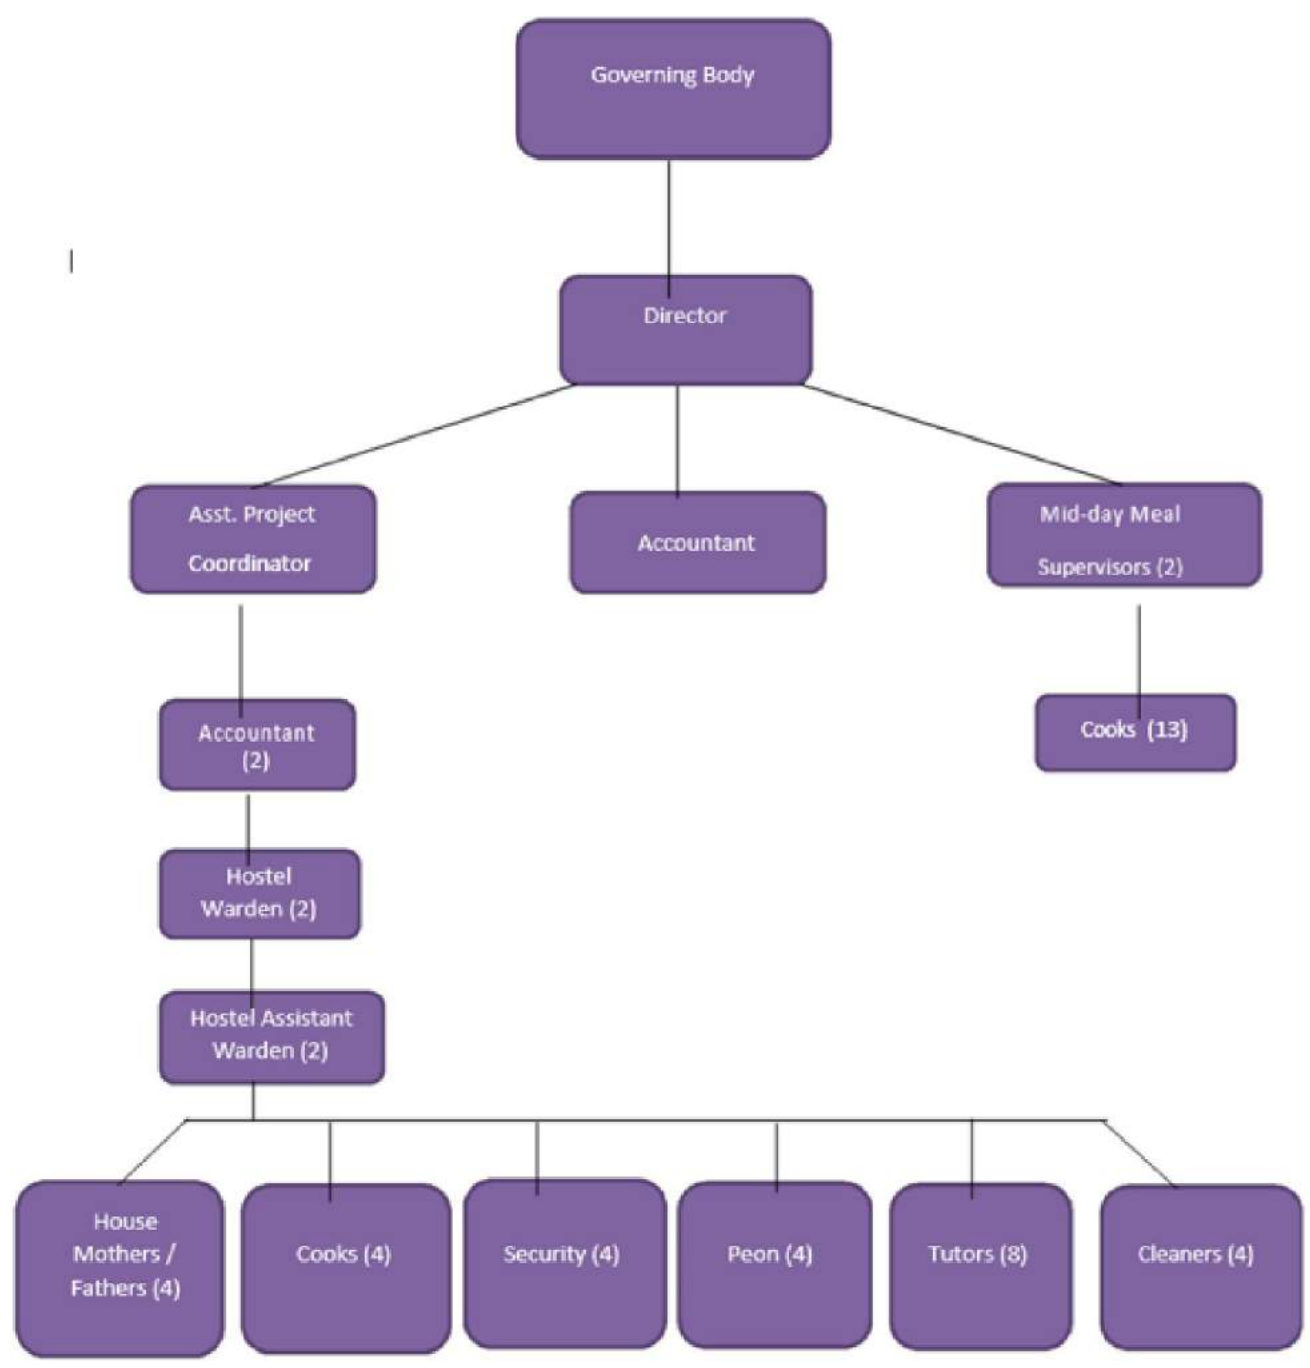 Governing Body
Director
Asst. Project
Coordinator
Accountant
Mid-day Meal
Supervisors (2)
Accountant
(2)
Cooks (13)
Hostel
Warden (2)
Hostel Assistant
Warden (2)
House
Mothers /
Fathers (4)
Cooks (4)
Security (4)
Peon (4)
Tutors (8)
Cleaners (4)